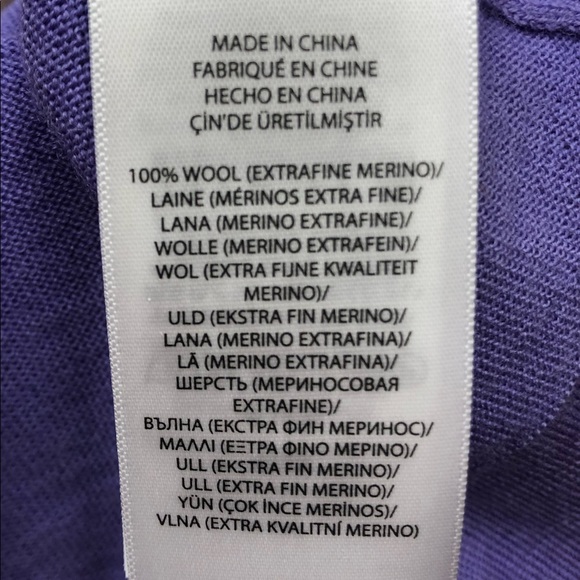 MADE IN CHINA
FABRIQUÉ EN CHINE
HECHO EN CHINA
ÇİN'DE ÜRETİLMİŞTİR
100% WOOL (EXTRAFINE MERINO)/
LAINE (MÉRINOS EXTRA FINE)/
LANA (MERINO EXTRAFINE)/
WOLLE (MERINO EXTRAFEIN)/
WOL (EXTRA FIJNE KWALITEIT
MERINO)/
ULD (EKSTRA FIN MERINO)/
LANA (MERINO EXTRAFINA)/
LÃ (MERINO EXTRAFINA)/
ШЕРСТЬ (МЕРИНОСОВАЯ
EXTRAFINE)/
ВЪЛНА (ЕКСТРА ФИН МЕРИНОС)/
ΜΑΛΛΙ (ΕΞΤΡΑ ΦΙΝΟ ΜΕΡΙΝΟ)/
ULL (EKSTRA FIN MERINO)/
ULL (EXTRA FIN MERINO)/
YÜN (ÇOK İNCE MERİNOS)/
VLNA (EXTRA KVALITNÍ MERINO)